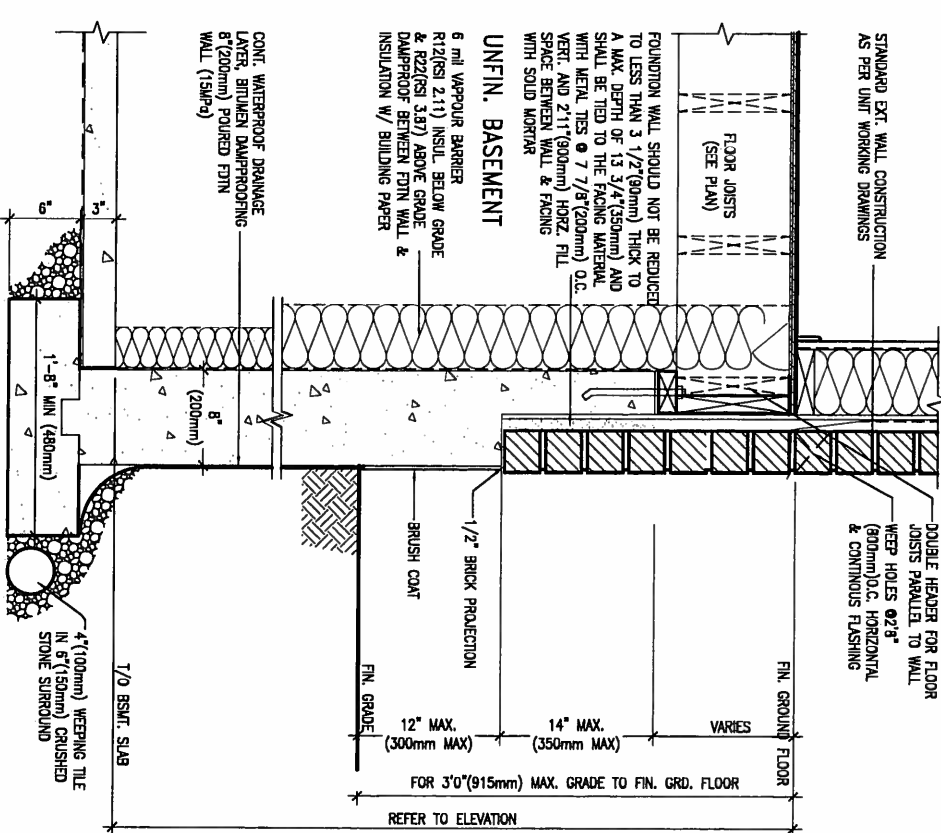 STANDARD EXT. WALL CONSTRUCTION
AS PER UNIT WORKING DRAWINGS
FLOOR JOISTS
(SEE PLAN)
FOUNDTION WALL SHOULD NOT BE REDUCED
TO LESS THAN 3 1/2"(90mm) THICK TO
A MAX. DEPTH OF 13 3/4"(350mm) AND
SHALL BE TIED TO THE FACING MATERIAL
WITH METAL TIES @ 7 7/8"(200mm) O.C.
VERT. AND 2'11"(900mm) HORZ. FILL
SPACE BETWEEN WALL & FACING
WITH SOLID MORTAR
UNFIN. BASEMENT
6 mil VAPPOUR BARRIER
R12(RSI 2.11) INSUL BELOW GRADE
& R22(RSI 3.87) ABOVE GRADE
DAMPPROOF BETWEEN FDTN WALL &
INSULATION W/ BUILDING PAPER
CONT. WATERPROOF DRAINAGE
LAYER, BITUMEN DAMPPROOFING
8"(200mm) POURED FDTN
WALL (15MPa)
3"
6"
8"
(200mm)
1'-8" MIN (480mm)
DOUBLE HEADER FOR FLOOR
JOISTS PARALLEL TO WALL
WEEP HOLES @2'8"
(800mm)O.C. HORIZONTAL
& CONTINOUS FLASHING
1/2" BRICK PROJECTION
BRUSH COAT
4"(100mm) WEEPING TILE
IN 6"(150mm) CRUSHED
STONE SURROUND
FIN. GROUND FLOOR
FIN. GRADE
T/O BSMT. SLAB
VARIES
14" MAX.
(350mm MAX)
12" MAX.
(300mm MAX)
FOR 3'0"(915mm) MAX. GRADE TO FIN. GRD. FLOOR
REFER TO ELEVATION